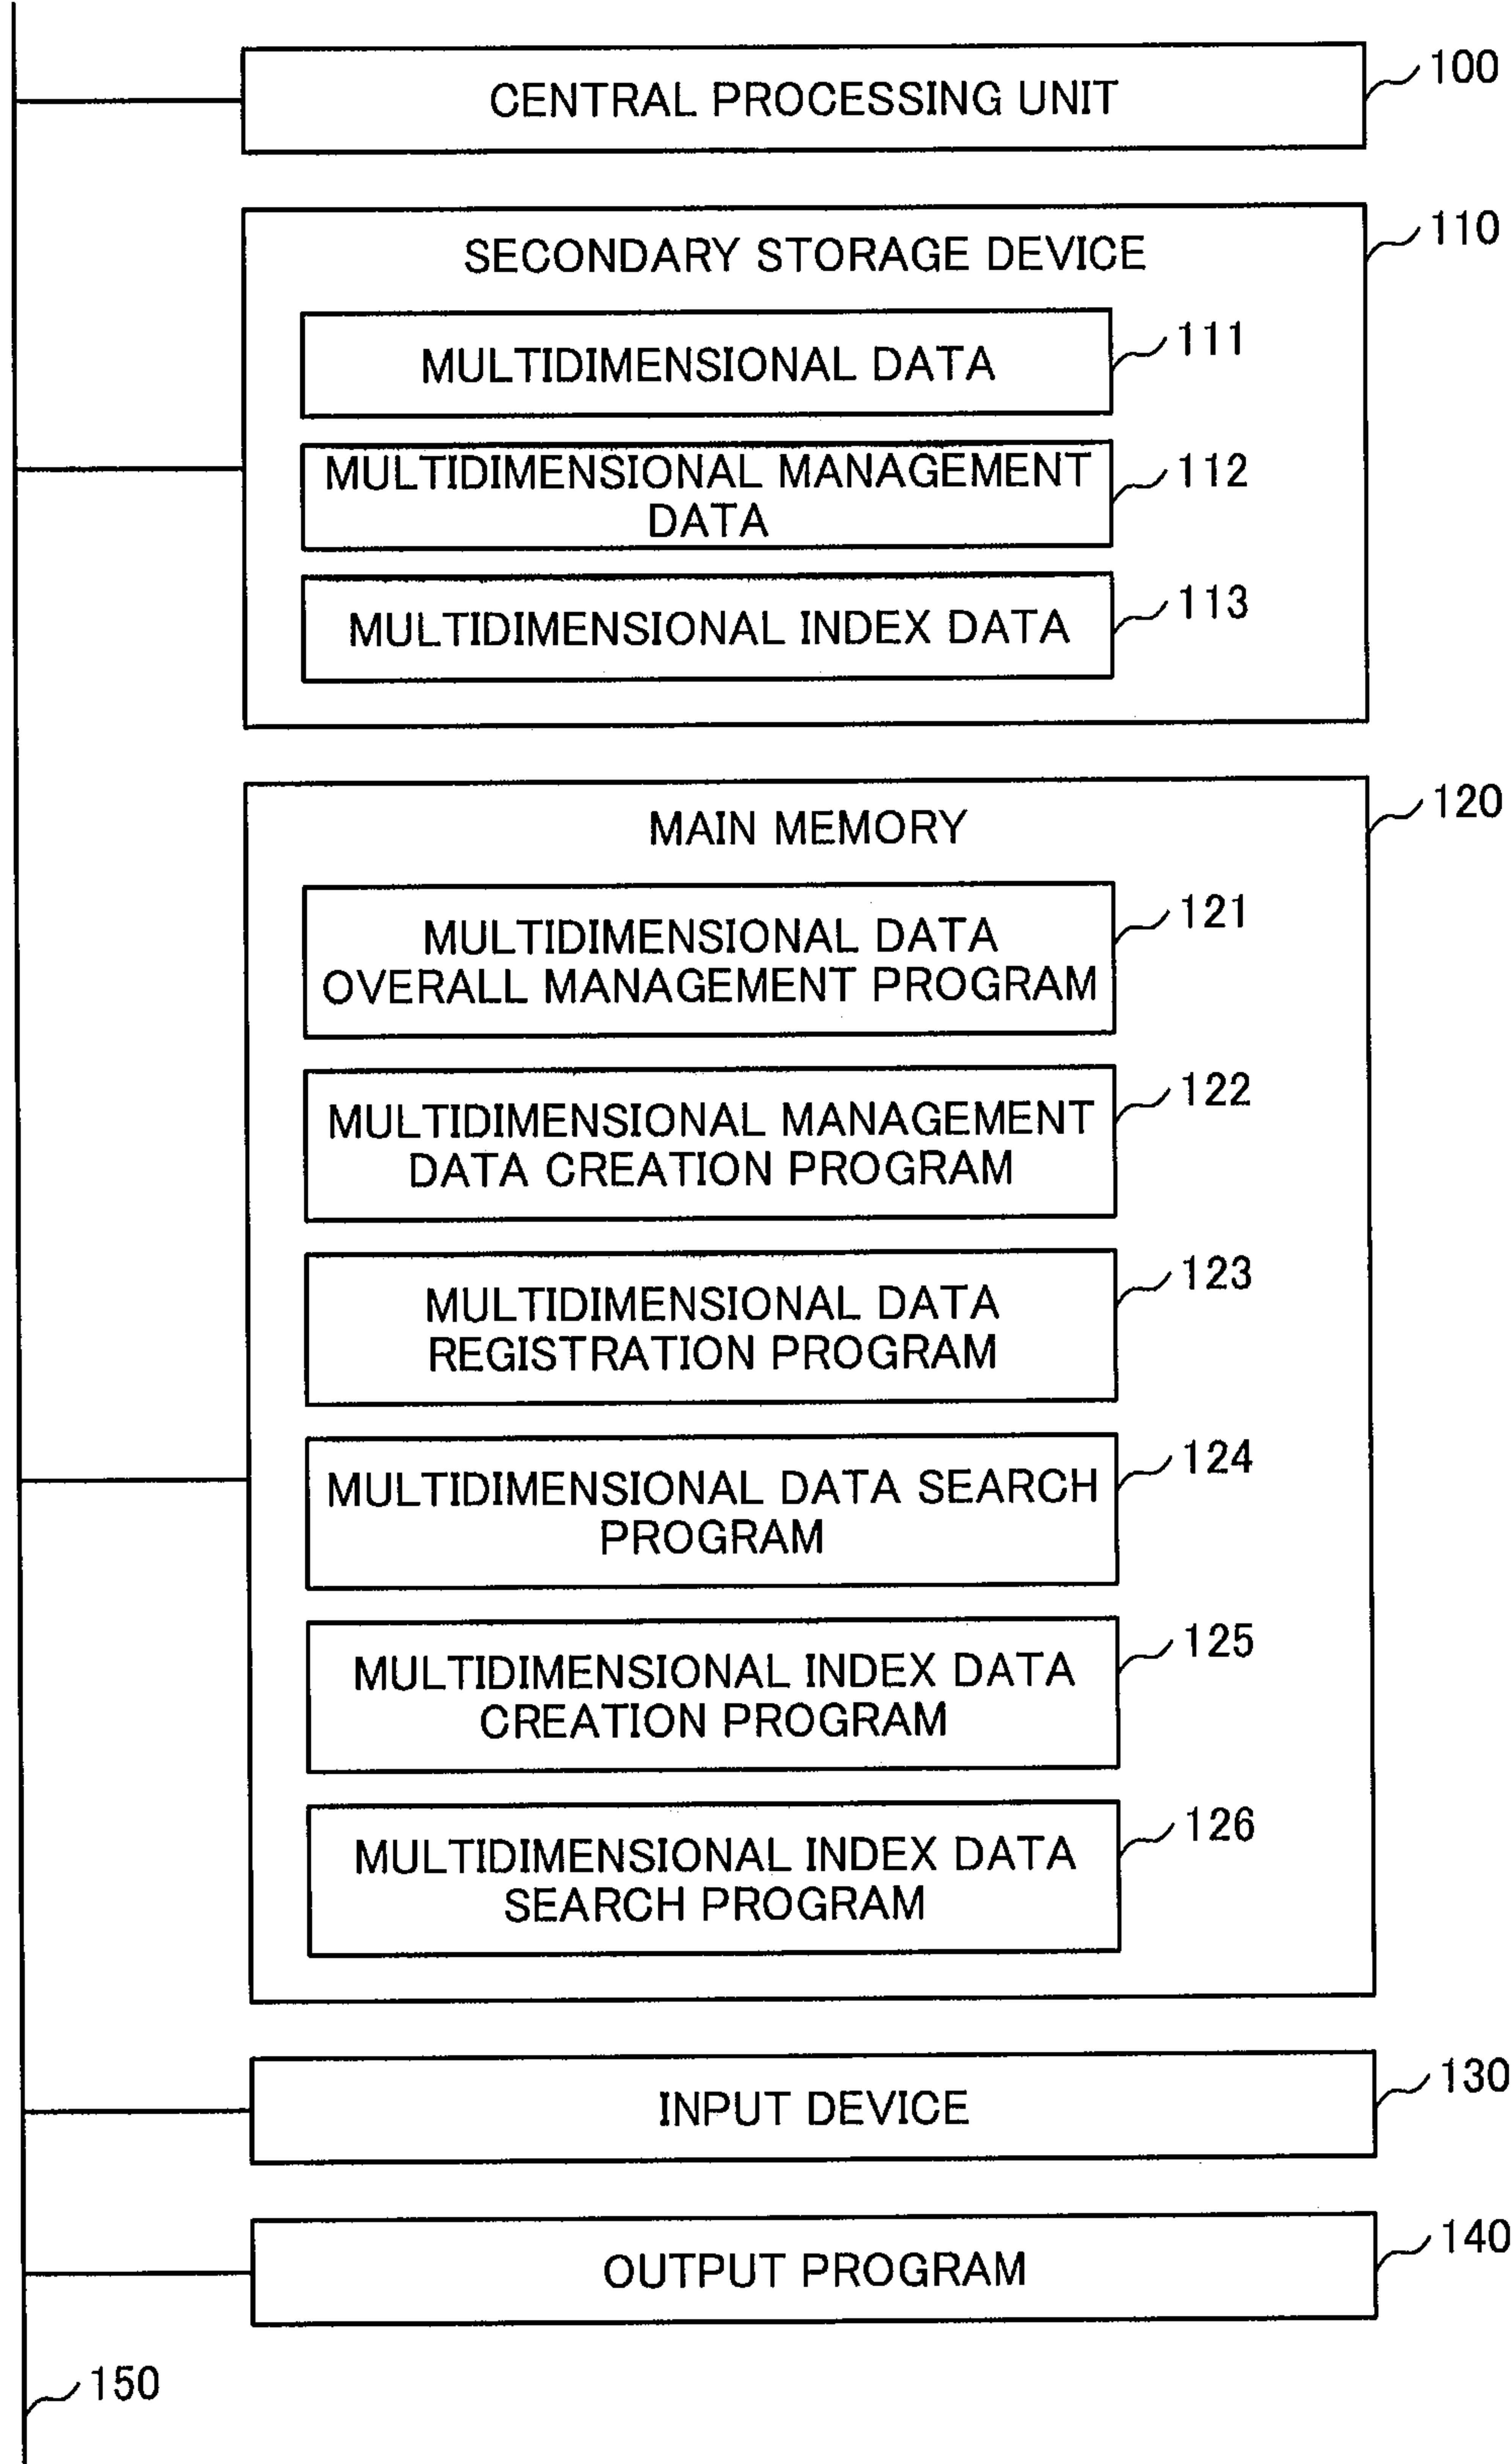 CENTRAL PROCESSING UNIT
100
SECONDARY STORAGE DEVICE
110
MULTIDIMENSIONAL DATA
111
MULTIDIMENSIONAL MANAGEMENT
DATA
112
MULTIDIMENSIONAL INDEX DATA
113
MAIN MEMORY
120
MULTIDIMENSIONAL DATA
OVERALL MANAGEMENT PROGRAM
121
MULTIDIMENSIONAL MANAGEMENT
DATA CREATION PROGRAM
122
MULTIDIMENSIONAL DATA
REGISTRATION PROGRAM
123
MULTIDIMENSIONAL DATA SEARCH
PROGRAM
124
MULTIDIMENSIONAL INDEX DATA
CREATION PROGRAM
125
MULTIDIMENSIONAL INDEX DATA
SEARCH PROGRAM
126
INPUT DEVICE
130
OUTPUT PROGRAM
140
150